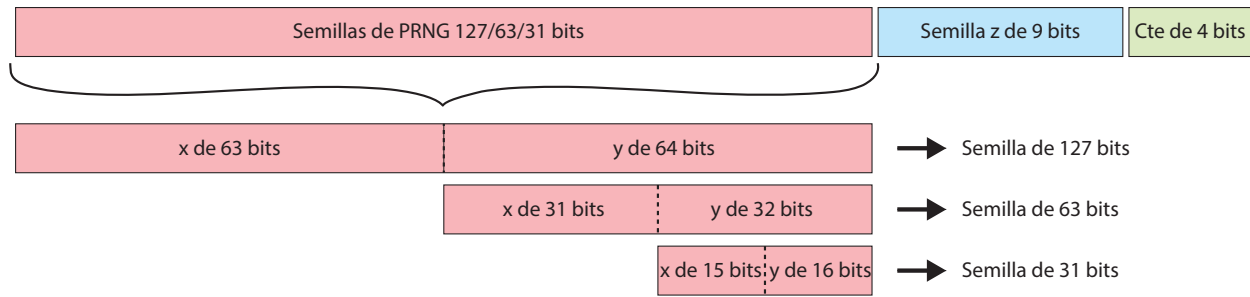 Semillas de PRNG 127/63/31 bits
Semilla z de 9 bits
Cte de 4 bits
x de 63 bits
y de 64 bits
Semilla de 127 bits
x de 31 bits
y de 32 bits
Semilla de 63 bits
x de 15 bits
y de 16 bits
Semilla de 31 bits